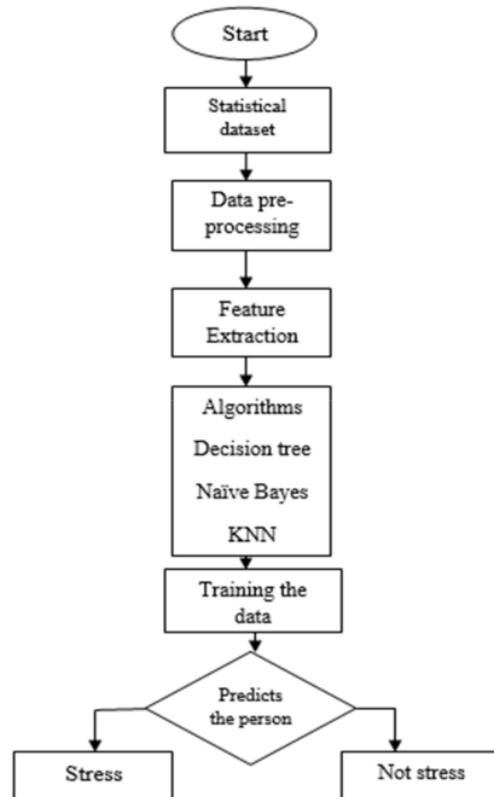 Start
Statistical
dataset
Data pre-
processing
Feature
Extraction
Algorithms
Decision tree
Naïve Bayes
KNN
Training the
data
Predicts
the person
Stress
Not stress